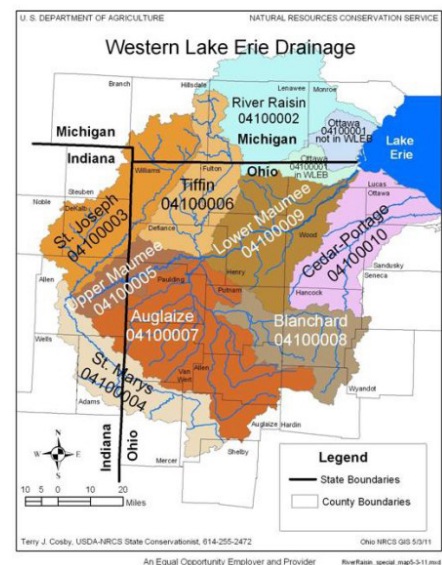 U. S. DEPARTMENT OF AGRICULTURE
NATURAL RESOURCES CONSERVATION SERVICE
Western Lake Erie Drainage
Branch
Hillsdale
Lenawee
Monroe
River Raisin
04100002
Ottawa
04100001
not in WLEB
Michigan
Michigan
Lake
Erie
Indiana
Ohio
Ottawa
04100001
in WLEB
Steuben
Williams
Fulton
Lucas
Ottawa
Noble
DeKalb
St. Joseph
04100003
Tiffin
04100006
Lower Maumee
04100009
Wood
Cedar-Portage
04100010
Sandusky
Seneca
Defiance
Henry
Hancock
Allen
Upper Maumee
04100005
Paulding
Putnam
Auglaize
04100007
Blanchard
04100008
Wells
St. Marys
04100004
Van
Wert
Allen
Wyandot
Adams
Auglaize
Hardin
Mercer
Shelby
Indiana
Ohio
N
W
E
S
10 5 0 10 20
Miles
Legend
State Boundaries
County Boundaries
Terry J. Cosby, USDA-NRCS State Conservationist, 614-255-2472
Ohio NRCS GIS 5/3/11
An Equal Opportunity Employer and Provider
RiverRaisin_special_map5-3-11.mxd